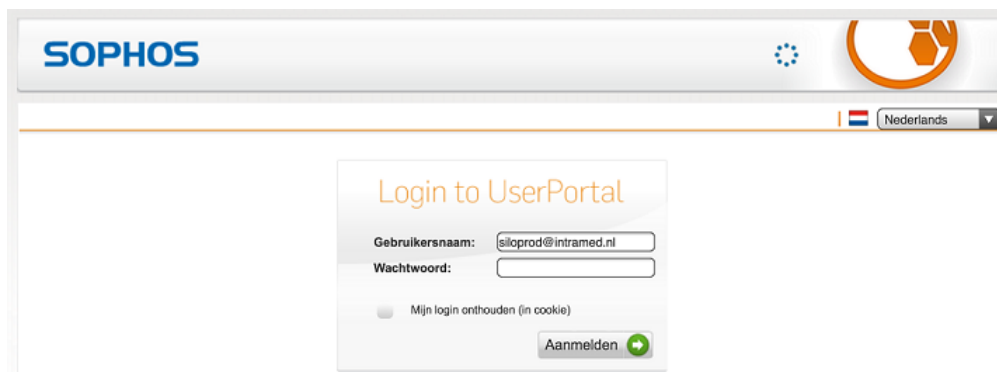 SOPHOS
Nederlands
Login to UserPortal
Gebruikersnaam: siloprod@intramed.nl
Wachtwoord:
Mijn login onthouden (in cookie)
Aanmelden